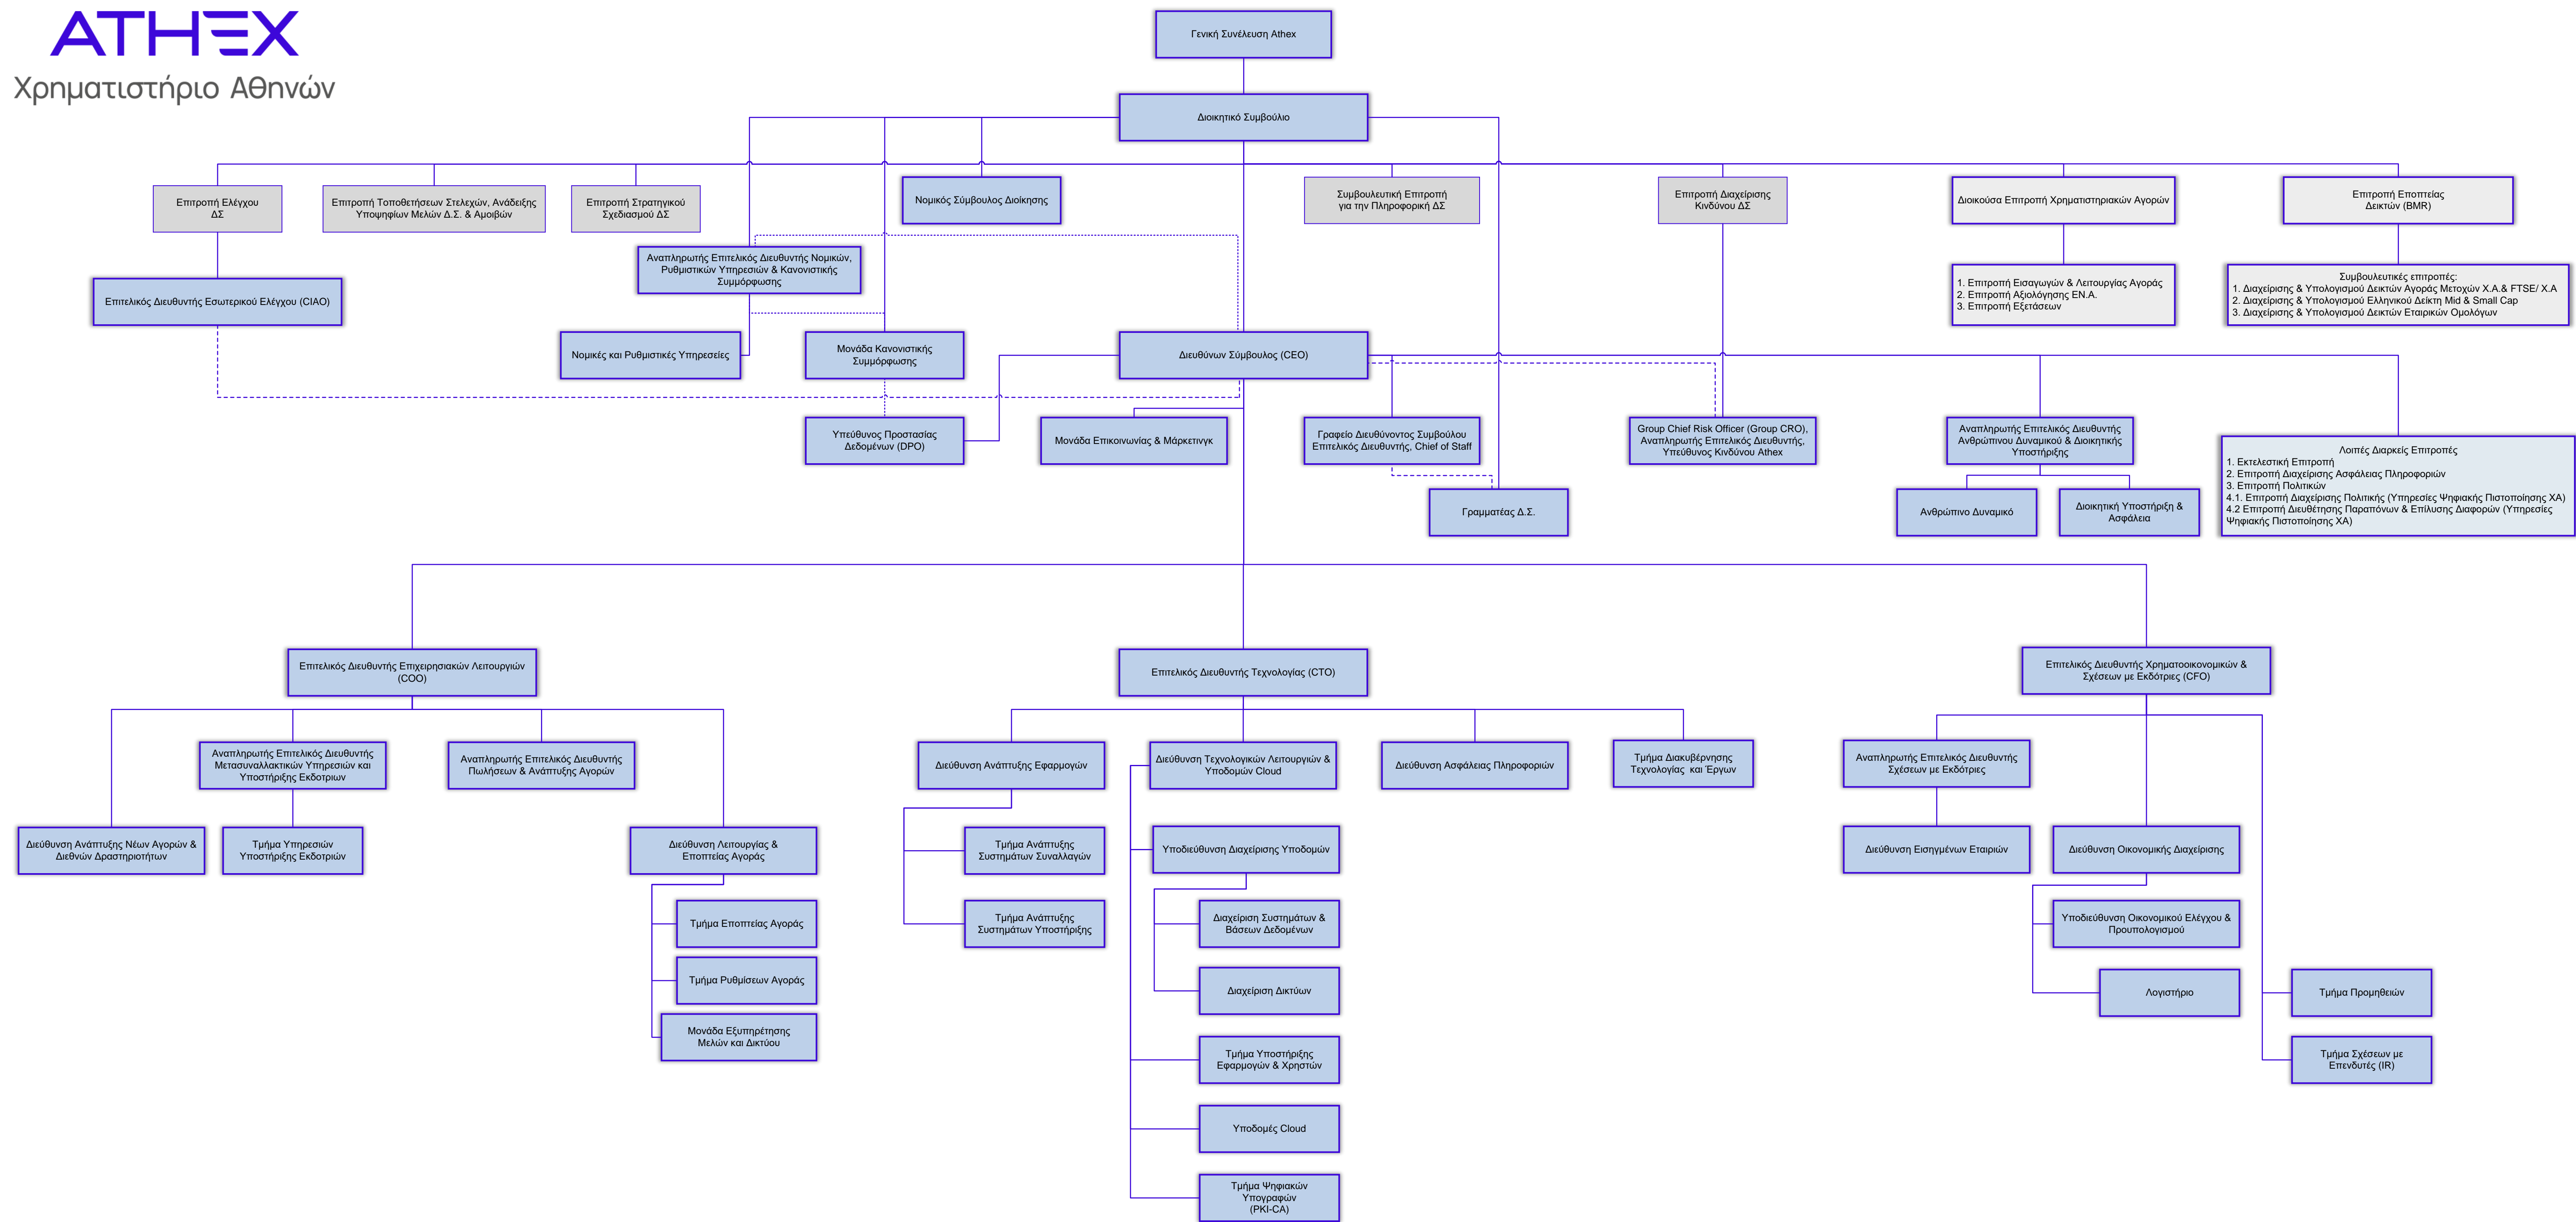 ATHEX
Χρηματιστήριο Αθηνών
Γενική Συνέλευση Athex
Διοικητικό Συμβούλιο
Επιτροπή Ελέγχου
ΔΣ
Επιτροπή Τοποθετήσεων Στελεχών, Ανάδειξης
Υποψηφίων Μελών Δ.Σ. & Αμοιβών
Επιτροπή Στρατηγικού
Σχεδιασμού ΔΣ
Νομικός Σύμβουλος Διοίκησης
Συμβουλευτική Επιτροπή
για την Πληροφορική ΔΣ
Επιτροπή Διαχείρισης
Κινδύνου ΔΣ
Διοικούσα Επιτροπή Χρηματιστηριακών Αγορών
Επιτροπή Εποπτείας
Δεικτών (BMR)
Αναπληρωτής Επιτελικός Διευθυντής Νομικών,
Ρυθμιστικών Υπηρεσιών & Κανονιστικής
Συμμόρφωσης
Επιτελικός Διευθυντής Εσωτερικού Ελέγχου (CIAO)
1. Επιτροπή Εισαγωγών & Λειτουργίας Αγοράς
2. Επιτροπή Αξιολόγησης ΕΝ.Α.
3. Επιτροπή Εξετάσεων
Συμβουλευτικές επιτροπές:
1. Διαχείρισης & Υπολογισμού Δεικτών Αγοράς Μετοχών Χ.Α.& FTSE/ Χ.Α
2. Διαχείρισης & Υπολογισμού Ελληνικού Δείκτη Mid & Small Cap
3. Διαχείρισης & Υπολογισμού Δεικτών Εταιρικών Ομολόγων
Νομικές και Ρυθμιστικές Υπηρεσείες
Μονάδα Κανονιστικής
Συμμόρφωσης
Διευθύνων Σύμβουλος (CEO)
Υπεύθυνος Προστασίας
Δεδομένων (DPO)
Μονάδα Επικοινωνίας & Μάρκετινγκ
Γραφείο Διευθύνοντος Συμβούλου
Επιτελικός Διευθυντής, Chief of Staff
Group Chief Risk Officer (Group CRO),
Αναπληρωτής Επιτελικός Διευθυντής,
Υπεύθυνος Κινδύνου Athex
Αναπληρωτής Επιτελικός Διευθυντής
Ανθρώπινου Δυναμικού & Διοικητικής
Υποστήριξης
Λοιπές Διαρκείς Επιτροπές
1. Εκτελεστική Επιτροπή
2. Επιτροπή Διαχείρισης Ασφάλειας Πληροφοριών
3. Επιτροπή Πολιτικών
4.1. Επιτροπή Διαχείρισης Πολιτικής (Υπηρεσίες Ψηφιακής Πιστοποίησης ΧΑ)
4.2 Επιτροπή Διευθέτησης Παραπόνων & Επίλυσης Διαφορών (Υπηρεσίες
Ψηφιακής Πιστοποίησης ΧΑ)
Γραμματέας Δ.Σ.
Ανθρώπινο Δυναμικό
Διοικητική Υποστήριξη &
Ασφάλεια
Επιτελικός Διευθυντής Επιχειρησιακών Λειτουργιών
(COO)
Επιτελικός Διευθυντής Τεχνολογίας (CTO)
Επιτελικός Διευθυντής Χρηματοοικονομικών &
Σχέσεων με Εκδότριες (CFO)
Αναπληρωτής Επιτελικός Διευθυντής
Μετασυναλλακτικών Υπηρεσιών και
Υποστήριξης Εκδοτριων
Αναπληρωτής Επιτελικός Διευθυντής
Πωλήσεων & Ανάπτυξης Αγορών
Διεύθυνση Ανάπτυξης Εφαρμογών
Διεύθυνση Τεχνολογικών Λειτουργιών &
Υποδομών Cloud
Διεύθυνση Ασφάλειας Πληροφοριών
Τμήμα Διακυβέρνησης
Τεχνολογίας και Έργων
Αναπληρωτής Επιτελικός Διευθυντής
Σχέσεων με Εκδότριες
Διεύθυνση Ανάπτυξης Νέων Αγορών &
Διεθνών Δραστηριοτήτων
Τμήμα Υπηρεσιών
Υποστήριξης Εκδοτριών
Διεύθυνση Λειτουργίας &
Εποπτείας Αγοράς
Τμήμα Ανάπτυξης
Συστημάτων Συναλλαγών
Υποδιεύθυνση Διαχείρισης Υποδομών
Διεύθυνση Εισηγμένων Εταιριών
Διεύθυνση Οικονομικής Διαχείρισης
Τμήμα Εποπτείας Αγοράς
Τμήμα Ανάπτυξης
Συστημάτων Υποστήριξης
Διαχείριση Συστημάτων &
Βάσεων Δεδομένων
Υποδιεύθυνση Οικονομικού Ελέγχου &
Προυπολογισμού
Τμήμα Ρυθμίσεων Αγοράς
Διαχείριση Δικτύων
Λογιστήριο
Τμήμα Προμηθειών
Μονάδα Εξυπηρέτησης
Μελών και Δικτύου
Τμήμα Υποστήριξης
Εφαρμογών & Χρηστών
Τμήμα Σχέσεων με
Επενδυτές (IR)
Υποδομές Cloud
Τμήμα Ψηφιακών
Υπογραφών
(PKI-CA)